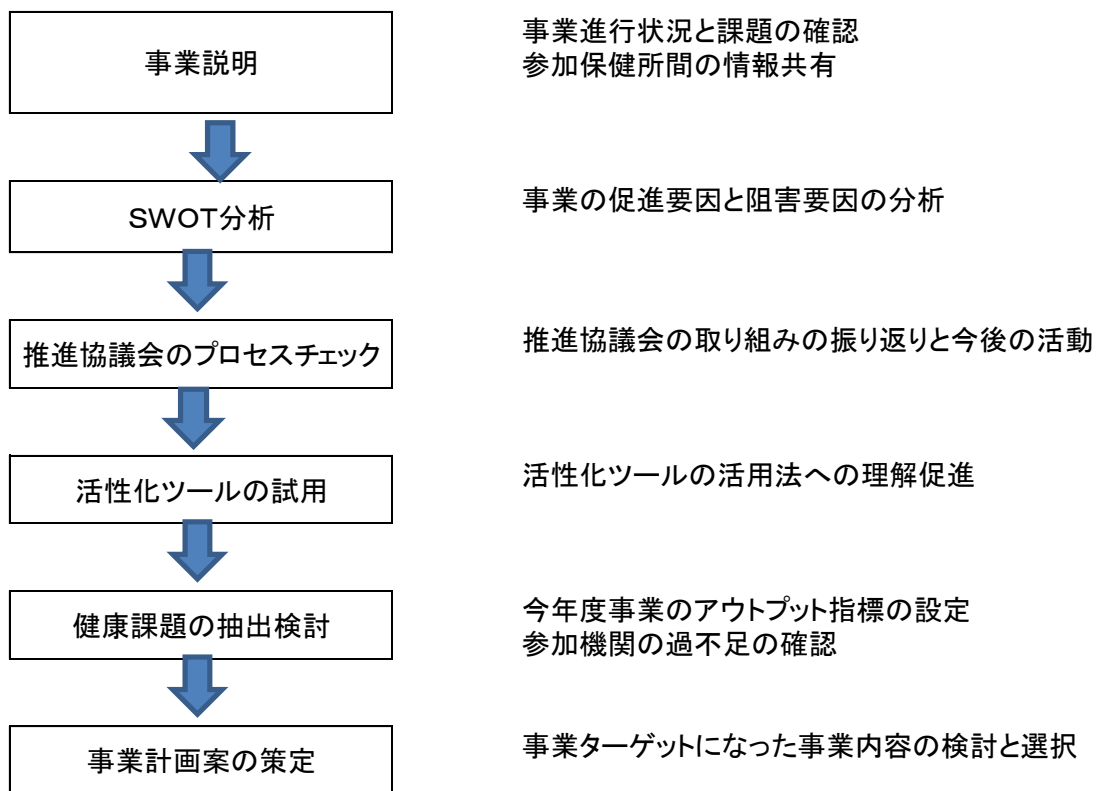 事業説明
事業進行状況と課題の確認
参加保健所間の情報共有
ＳＷＯＴ分析
事業の促進要因と阻害要因の分析
推進協議会のプロセスチェック
推進協議会の取り組みの振り返りと今後の活動
活性化ツールの試用
活性化ツールの活用法への理解促進
健康課題の抽出検討
今年度事業のアウトプット指標の設定
参加機関の過不足の確認
事業計画案の策定
事業ターゲットになった事業内容の検討と選択